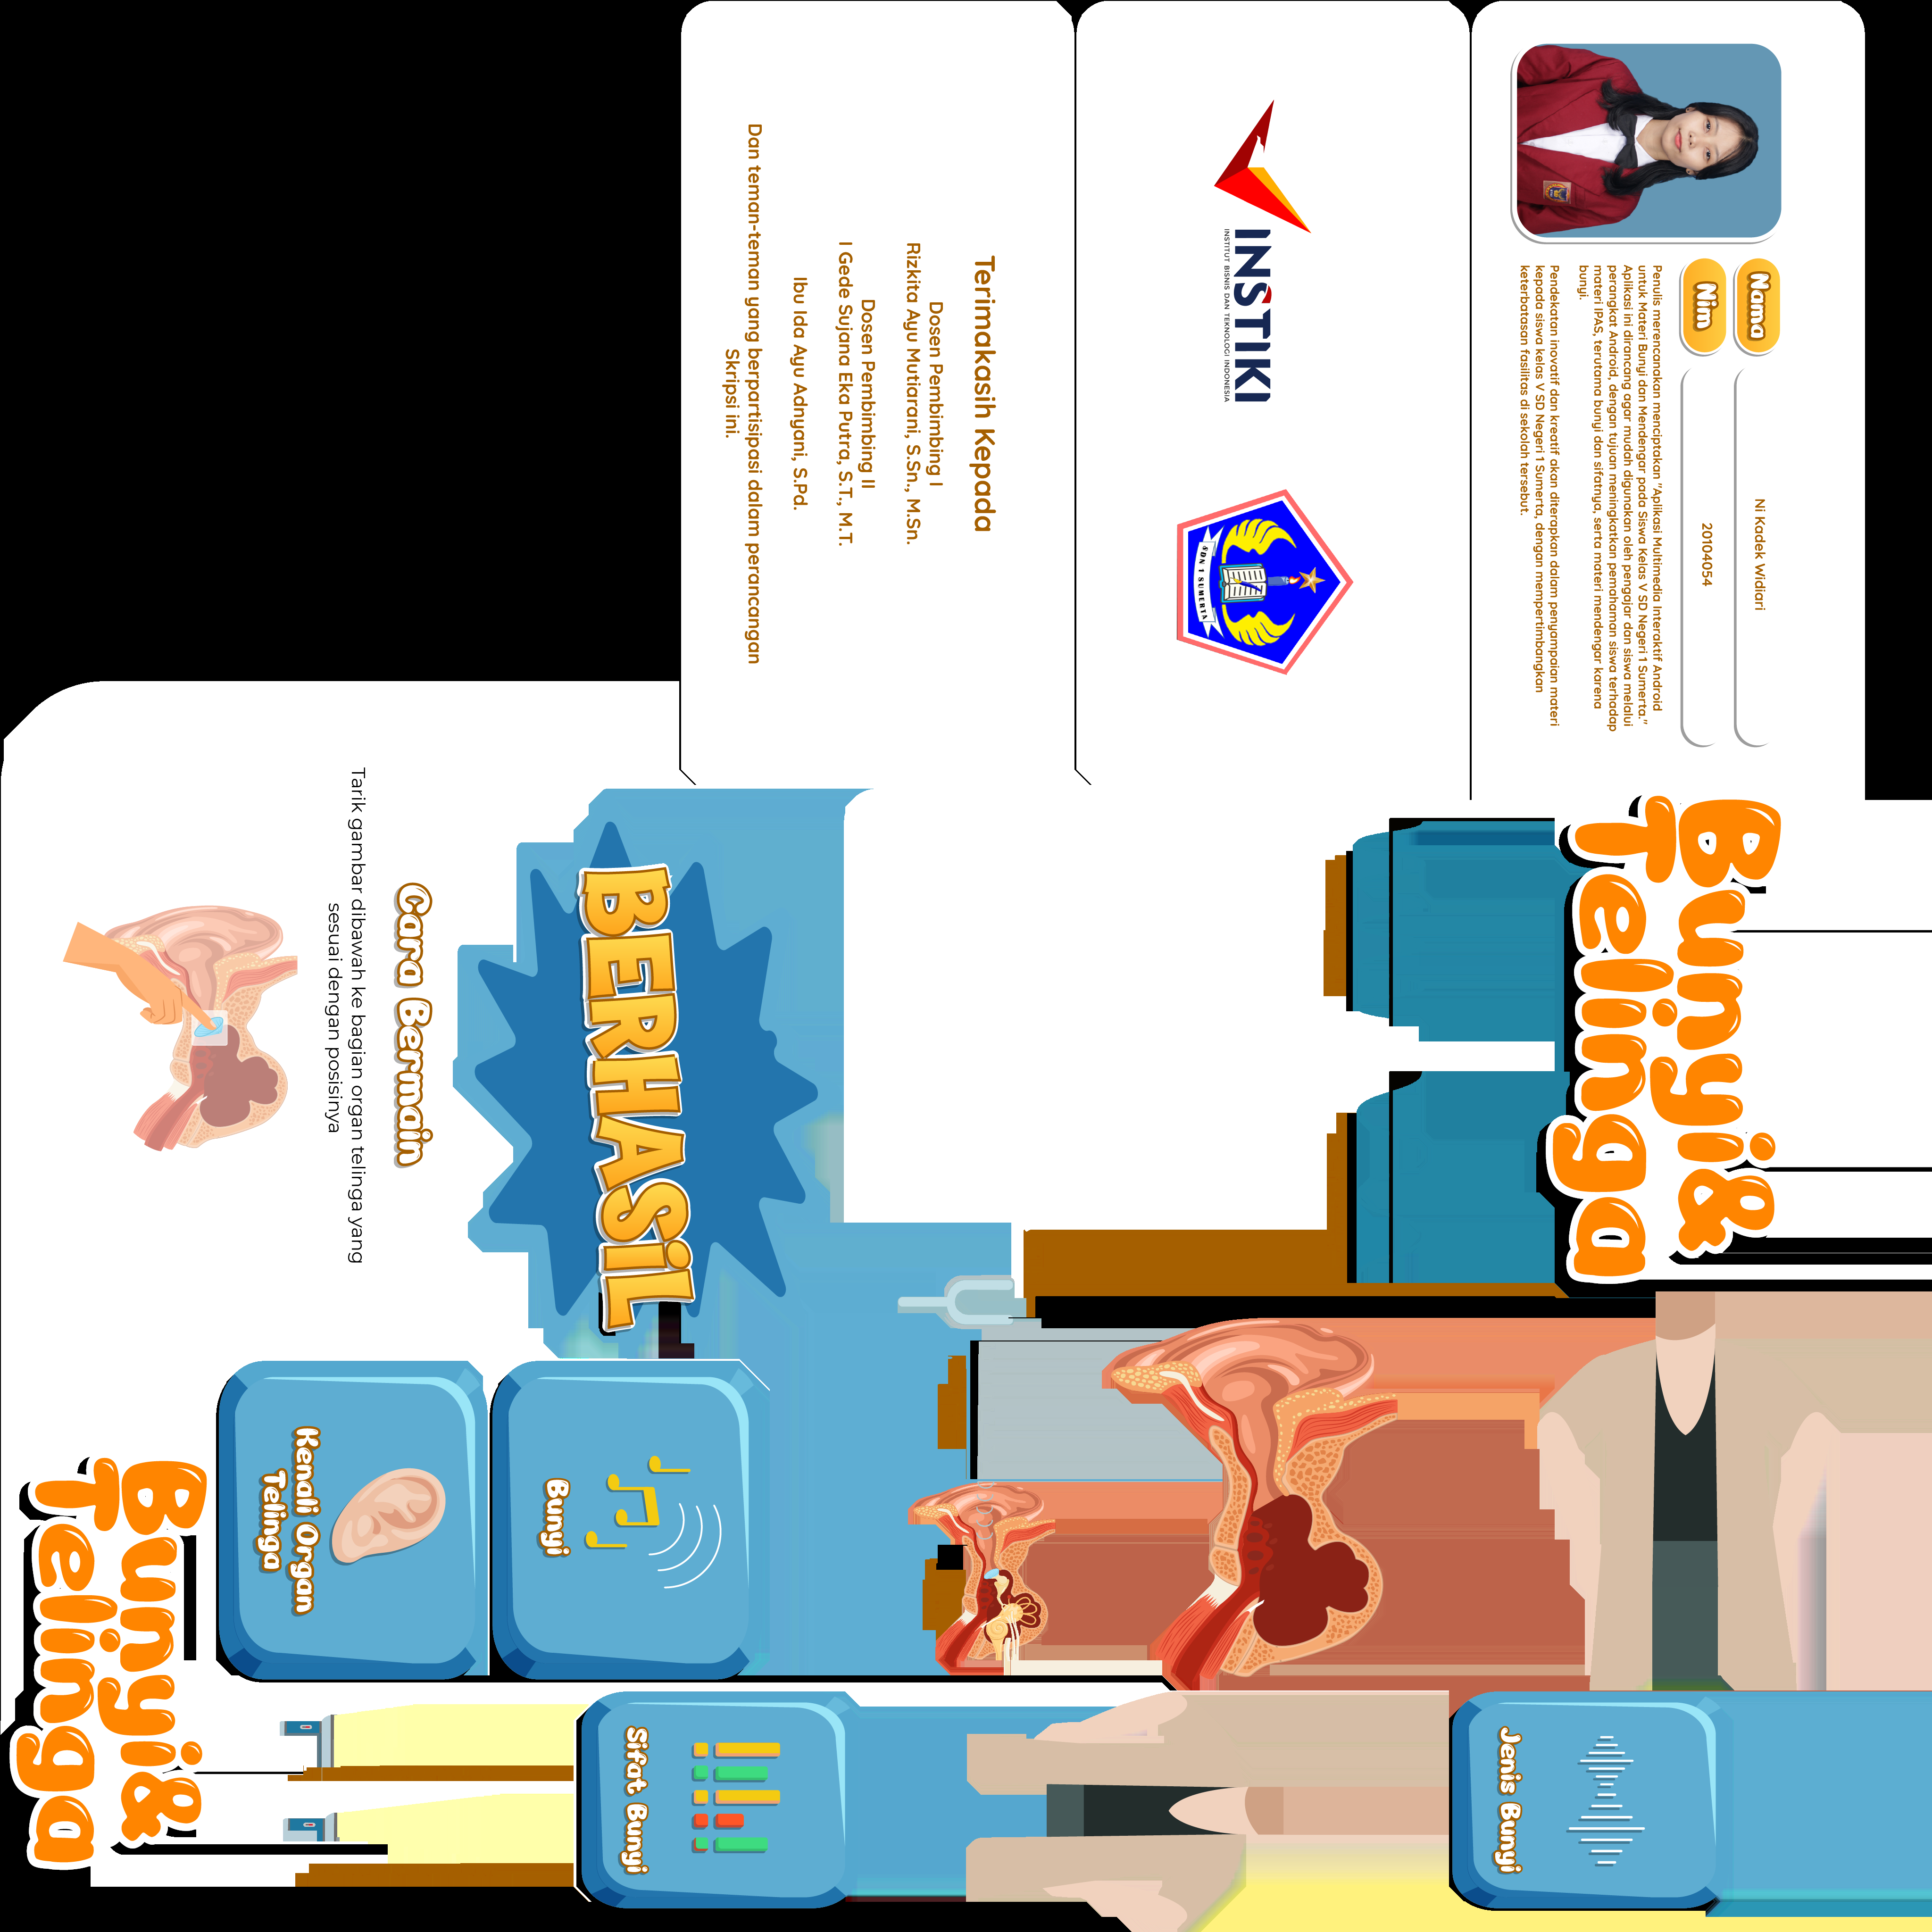 Nama
Ni Kadek Widiari
Nim
20104054
Penulis merencanakan menciptakan "Aplikasi Multimedia Interaktif Android
untuk Materi Bunyi dan Mendengar pada Siswa Kelas V SD Negeri 1 Sumerta."
Aplikasi ini dirancang agar mudah digunakan oleh pengajar dan siswa melalui
perangkat Android, dengan tujuan meningkatkan pemahaman siswa terhadap
materi IPAS, terutama bunyi dan sifatnya, serta materi mendengar karena
bunyi.
Pendekatan inovatif dan kreatif akan diterapkan dalam penyampaian materi
kepada siswa kelas V SD Negeri 1 Sumerta, dengan mempertimbangkan
keterbatasan fasilitas di sekolah tersebut.
INSTIKI
INSTITUT BISNIS DAN TEKNOLOGI INDONESIA
SDN 1 SUMERTA
Terimakasih Kepada
Dosen Pembimbing I
Rizkita Ayu Mutiarani, S.Sn., M.Sn.
Dosen Pembimbing II
I Gede Sujana Eka Putra, S.T., M.T.
Ibu Ida Ayu Adnyani, S.Pd.
Dan teman-teman yang berpartisipasi dalam perancangan
Skripsi ini.
Bunyi &
Telinga
BERHASIL
Cara Bermain
Tarik gambar dibawah ke bagian organ telinga yang
sesuai dengan posisinya
Bunyi
Kenali Organ
Telinga
Bunyi &
Telinga
Jenis Bunyi
Sifat Bunyi